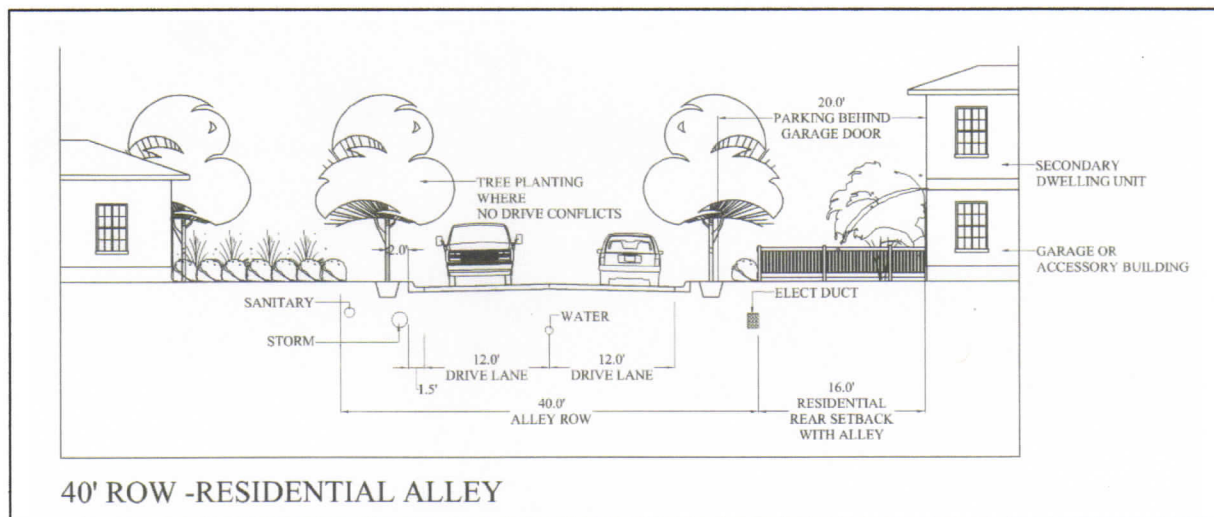 20.0'
PARKING BEHIND
GARAGE DOOR
SECONDARY
DWELLING UNIT
TREE PLANTING
WHERE
NO DRIVE CONFLICTS
2.0'
GARAGE OR
ACCESSORY BUILDING
SANITARY
ELECT DUCT
STORM
WATER
12.0'
DRIVE LANE
12.0'
DRIVE LANE
1.5'
40.0'
ALLEY ROW
16.0'
RESIDENTIAL
REAR SETBACK
WITH ALLEY
40' ROW -RESIDENTIAL ALLEY